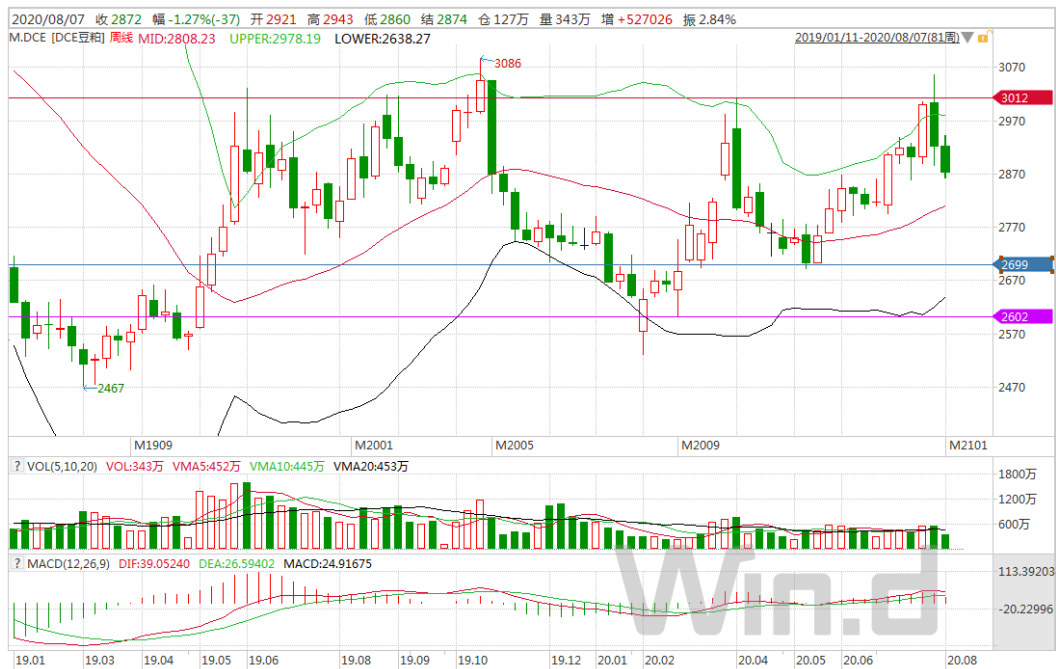 2020/08/07 收 2872 幅 -1.27%(-37) 开 2921 高 2943 低 2860 结 2874 仓 127万 量 343万 增 +527026 振 2.84%
M.DCE [DCE豆粕] 周线 MID:2808.23 UPPER:2978.19 LOWER:2638.27 2019/01/11-2020/08/07(81周)
3086
3070
3012
2970
2870
2770
2699
2670
2602
2570
2467
2470
M1909 M2001 M2005 M2009 M2101
? VOL(5,10,20) VOL:343万 VMA5:452万 VMA10:445万 VMA20:453万
1800万
1200万
600万
? MACD(12,26,9) DIF:39.05240 DEA:26.59402 MACD:24.91675
113.39203
-20.22996
Win.d
19.01 19.03 19.04 19.05 19.06 19.08 19.09 19.10 19.12 20.01 20.02 20.04 20.05 20.06 20.08